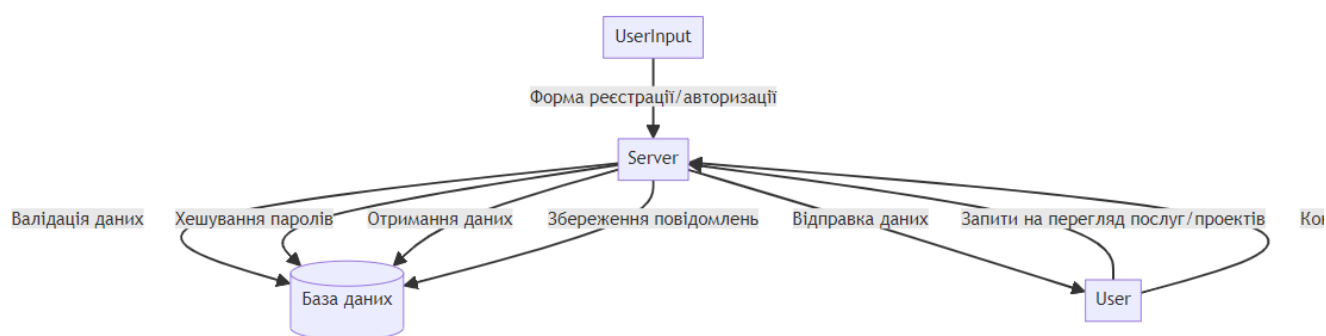 UserInput
Форма реєстрації/авторизації
Server
Валідація даних
Хешування паролів
Отримання даних
Збереження повідомлень
Відправка даних
Запити на перегляд послуг/проектів
База даних
User